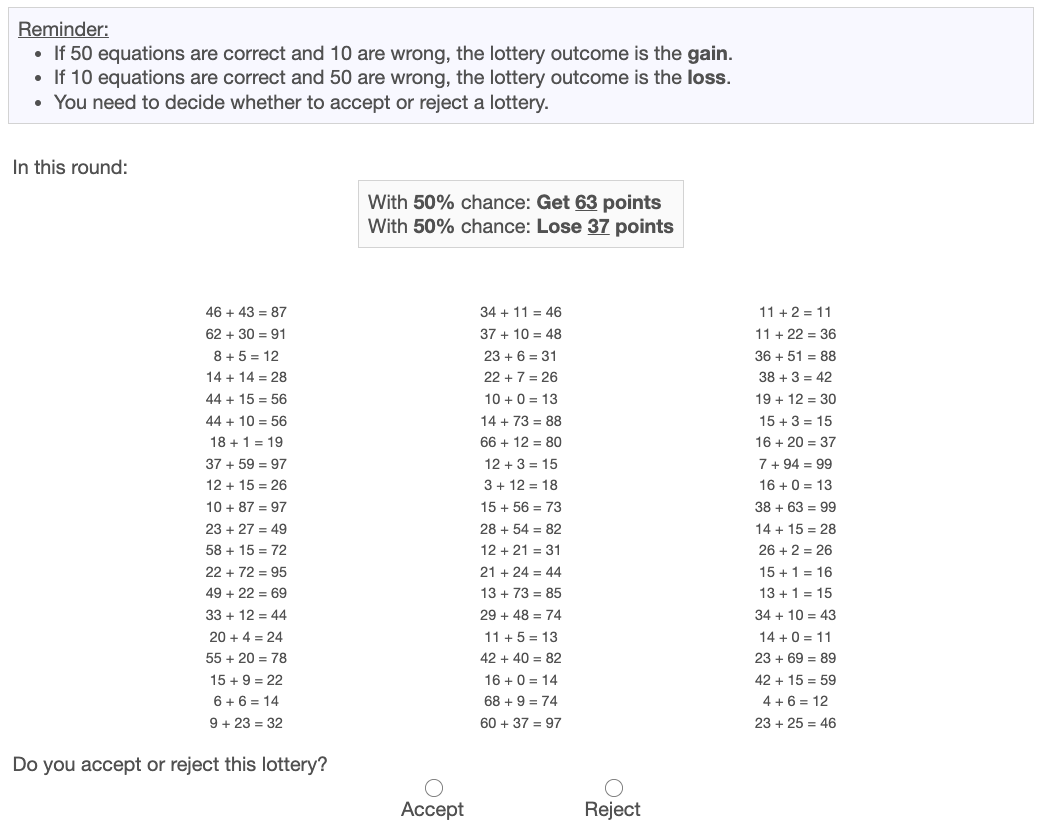 Reminder:
• If 50 equations are correct and 10 are wrong, the lottery outcome is the gain.
• If 10 equations are correct and 50 are wrong, the lottery outcome is the loss.
• You need to decide whether to accept or reject a lottery.
In this round:
With 50% chance: Get 63 points
With 50% chance: Lose 37 points
46 + 43 = 87 34 + 11 = 46 11 + 2 = 11
62 + 30 = 91 37 + 10 = 48 11 + 22 = 36
8 + 5 = 12 23 + 6 = 31 36 + 51 = 88
14 + 14 = 28 22 + 7 = 26 38 + 3 = 42
44 + 15 = 56 10 + 0 = 13 19 + 12 = 30
44 + 10 = 56 14 + 73 = 88 15 + 3 = 15
18 + 1 = 19 66 + 12 = 80 16 + 20 = 37
37 + 59 = 97 12 + 3 = 15 7 + 94 = 99
12 + 15 = 26 3 + 12 = 18 16 + 0 = 13
10 + 87 = 97 15 + 56 = 73 38 + 63 = 99
23 + 27 = 49 28 + 54 = 82 14 + 15 = 28
58 + 15 = 72 12 + 21 = 31 26 + 2 = 26
22 + 72 = 95 21 + 24 = 44 15 + 1 = 16
49 + 22 = 69 13 + 73 = 85 13 + 1 = 15
33 + 12 = 44 29 + 48 = 74 34 + 10 = 43
20 + 4 = 24 11 + 5 = 13 14 + 0 = 11
55 + 20 = 78 42 + 40 = 82 23 + 69 = 89
15 + 9 = 22 16 + 0 = 14 42 + 15 = 59
6 + 6 = 14 68 + 9 = 74 4 + 6 = 12
9 + 23 = 32 60 + 37 = 97 23 + 25 = 46
Do you accept or reject this lottery?
Accept Reject